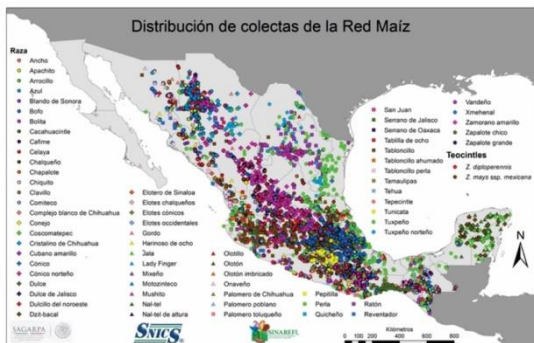 Distribución de colectas de la Red Maíz
Raza
Ancho
Apachito
Arrocillo
Azul
Blando de Sonora
Bofo
Bolita
Cacahuacintle
Cafime
Celaya
Chalqueño
Chapalote
Chiquito
Clavillo
Comiteco
Complejo blanco de Chihuahua
Conejo
Coscomatepec
Cristalino de Chihuahua
Cubano amarillo
Cónico
Cónico norteño
Dulce
Dulce de Jalisco
Dulcillo del noroeste
Dzit-bacal
Elotero de Sinaloa
Elotes chalqueños
Elotes cónicos
Elotes occidentales
Gordo
Harinoso de ocho
Jala
Lady Finger
Mixeño
Motozinteco
Mushito
Nal-tel
Nal-tel de altura
Olotillo
Olotón
Olotón imbricado
Onaveño
Palomero de Chihuahua
Palomero poblano
Palomero toluqueño
Pepitilla
Perla
Quicheño
Ratón
Reventador
San Juan
Serrano de Jalisco
Serrano de Oaxaca
Tablilla de ocho
Tabloncillo
Tabloncillo ahumado
Tabloncillo perla
Tamaulipas
Tehua
Tepecintle
Tunicata
Tuxpeño
Tuxpeño norteño
Vandeño
Xmehenal
Zamorano amarillo
Zapalote chico
Zapalote grande
Teocintles
Z. diploperennis
Z. mays ssp. mexicana
N
Kilómetros
0 200 400 600 800
SAGARPA
SNICS
SINAREFI